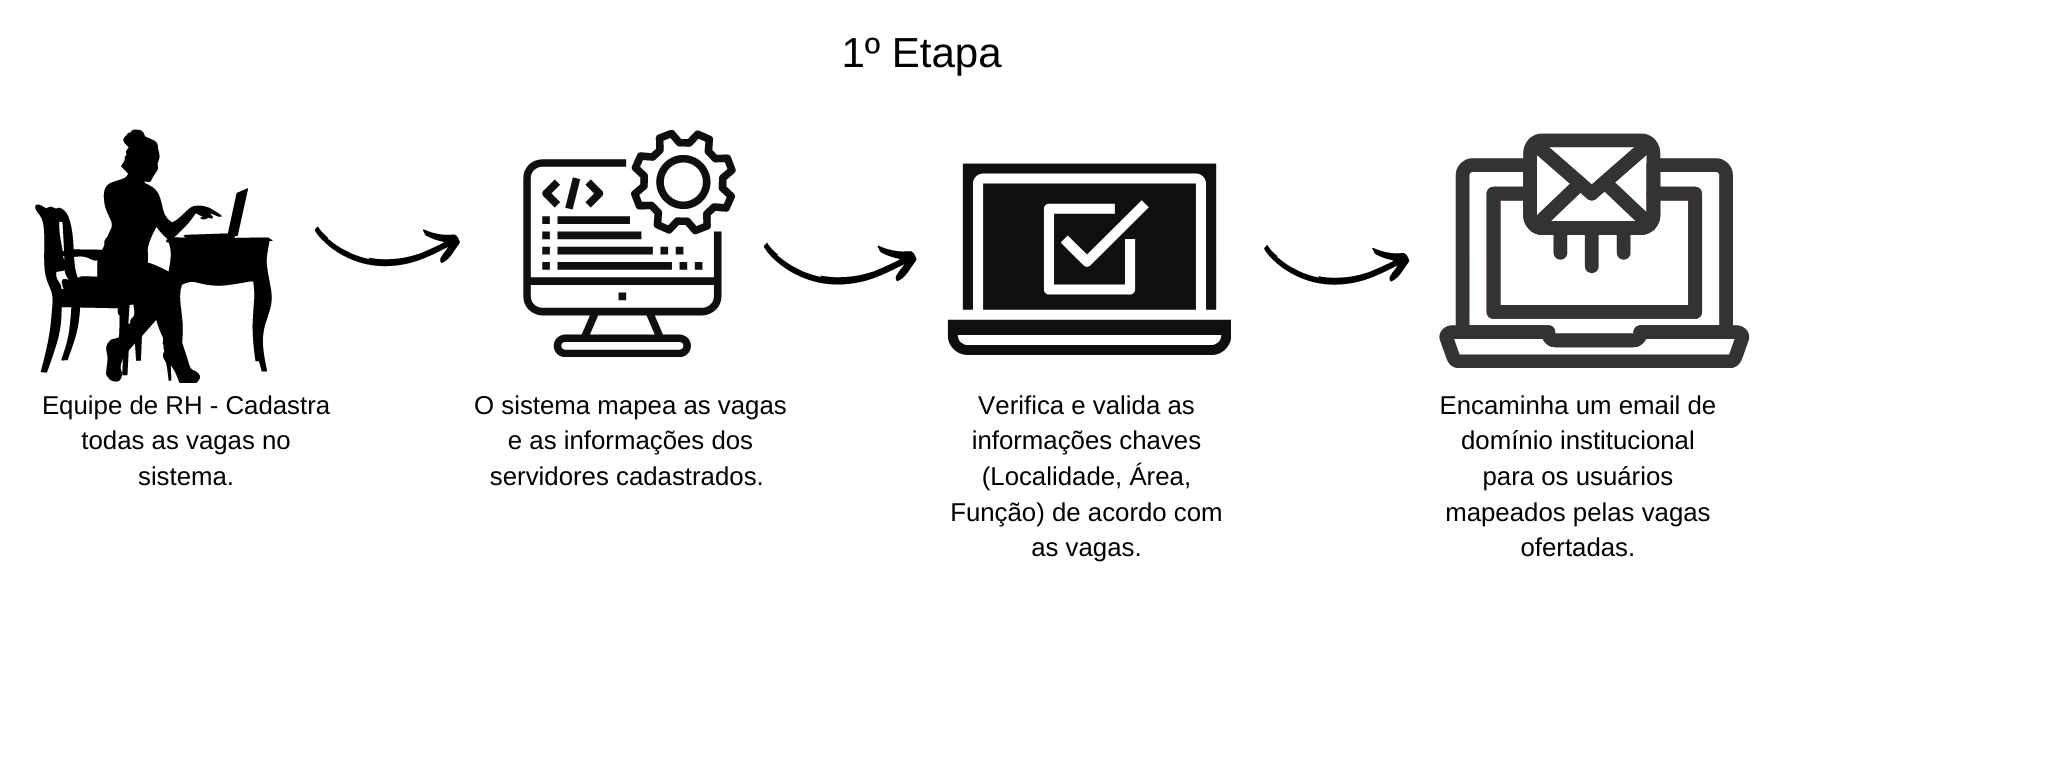 1º Etapa
Equipe de RH - Cadastra
todas as vagas no
sistema.
O sistema mapea as vagas
e as informações dos
servidores cadastrados.
Verifica e valida as
informações chaves
(Localidade, Área,
Função) de acordo com
as vagas.
Encaminha um email de
domínio institucional
para os usuários
mapeados pelas vagas
ofertadas.